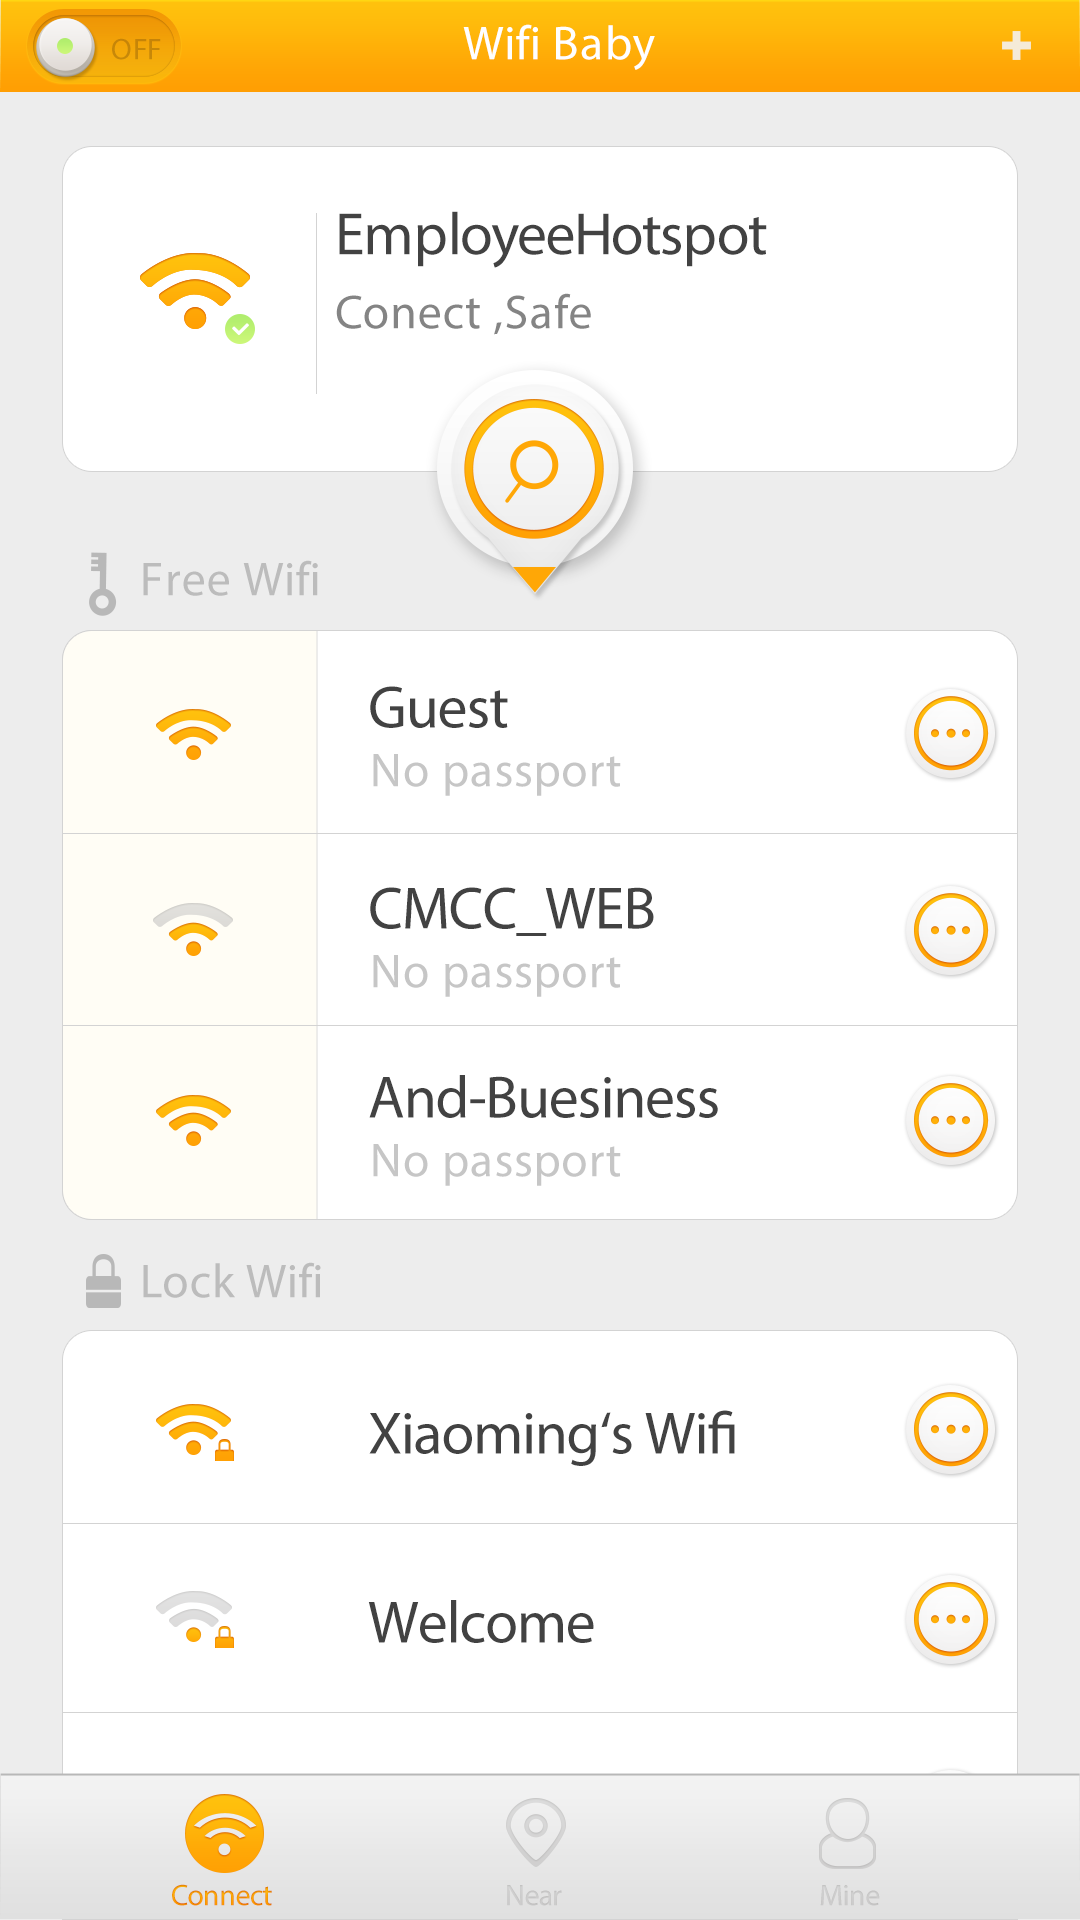 OFF
Wifi Baby
EmployeeHotspot
Conect ,Safe
Free Wifi
Guest
No passport
CMCC_WEB
No passport
And-Buesiness
No passport
Lock Wifi
Xiaoming‘s Wifi
Welcome
Connect
Near
Mine